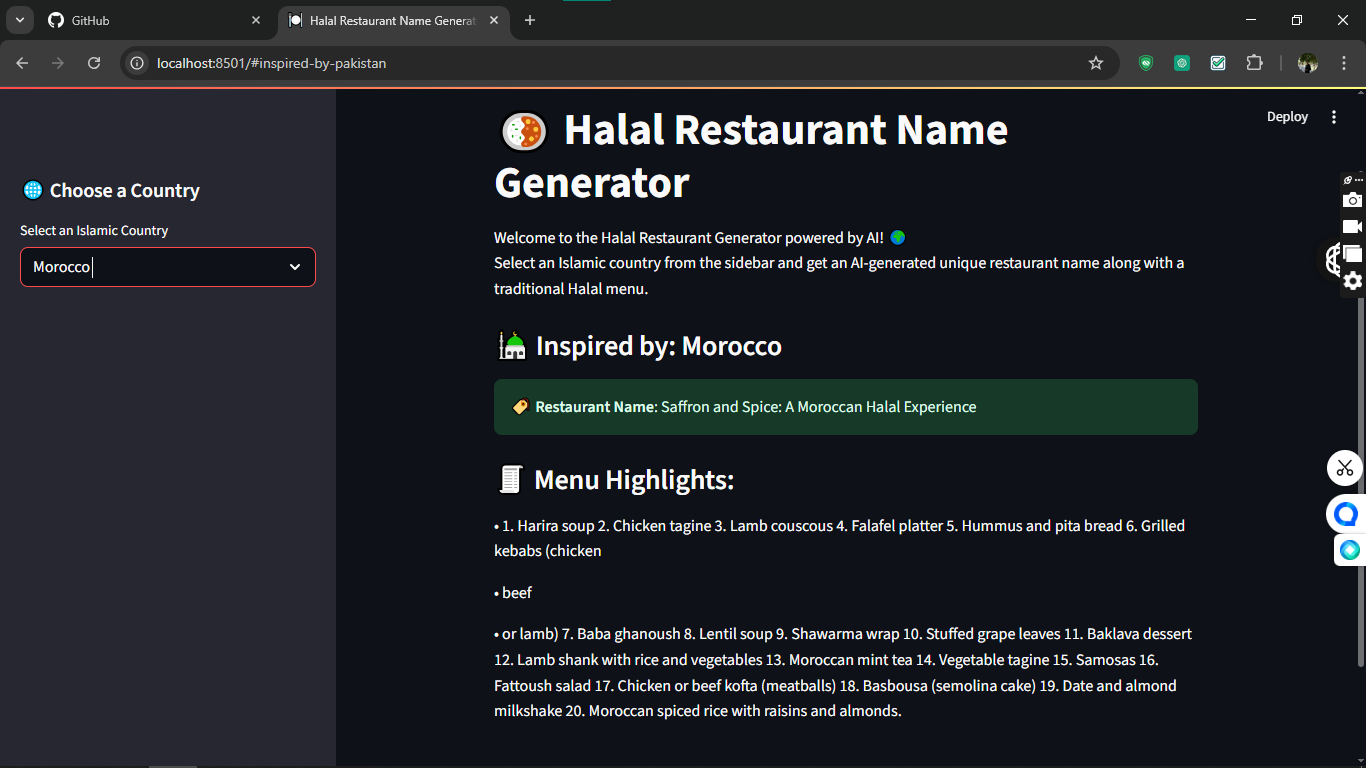 GitHub
Halal Restaurant Name Generat
localhost:8501/#inspired-by-pakistan
Deploy
Choose a Country
Select an Islamic Country
Morocco
Halal Restaurant Name
Generator
Welcome to the Halal Restaurant Generator powered by AI!
Select an Islamic country from the sidebar and get an AI-generated unique restaurant name along with a
traditional Halal menu.
Inspired by: Morocco
Restaurant Name: Saffron and Spice: A Moroccan Halal Experience
Menu Highlights:
• 1. Harira soup 2. Chicken tagine 3. Lamb couscous 4. Falafel platter 5. Hummus and pita bread 6. Grilled
kebabs (chicken
• beef
• or lamb) 7. Baba ghanoush 8. Lentil soup 9. Shawarma wrap 10. Stuffed grape leaves 11. Baklava dessert
12. Lamb shank with rice and vegetables 13. Moroccan mint tea 14. Vegetable tagine 15. Samosas 16.
Fattoush salad 17. Chicken or beef kofta (meatballs) 18. Basbousa (semolina cake) 19. Date and almond
milkshake 20. Moroccan spiced rice with raisins and almonds.